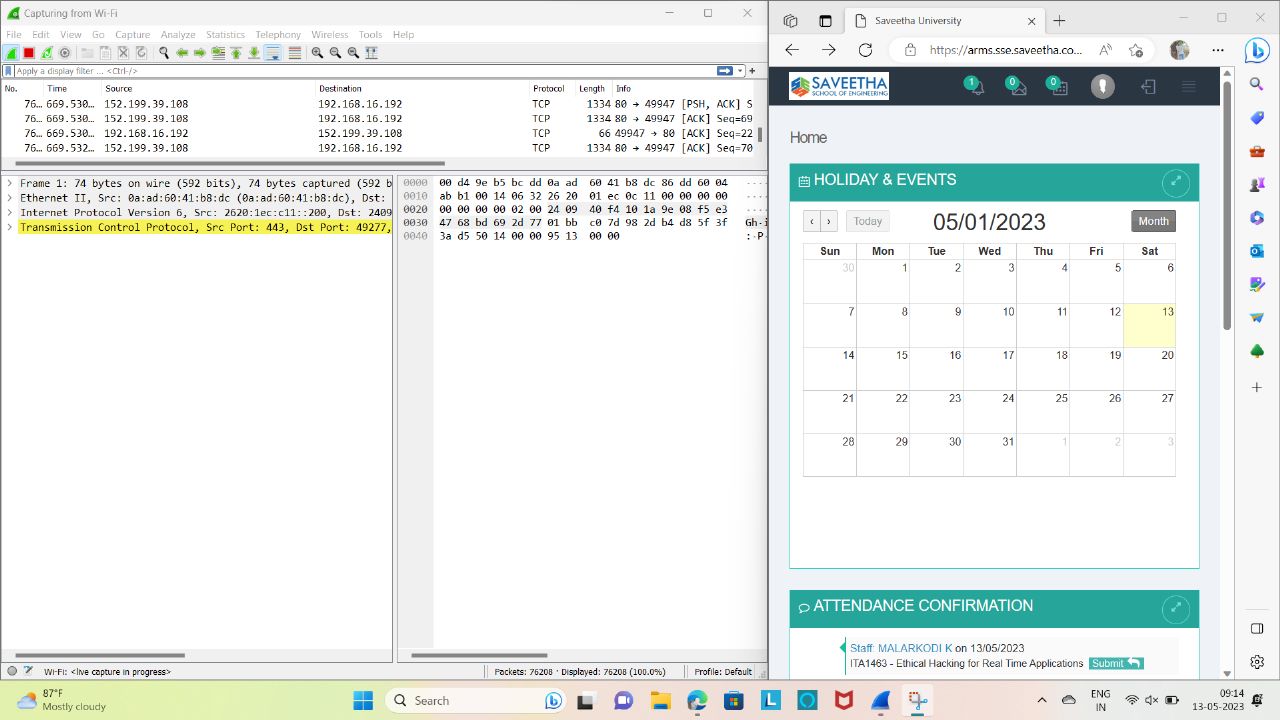 Capturing from Wi-Fi
File Edit View Go Capture Analyze Statistics Telephony Wireless Tools Help
Apply a display filter ... <Ctrl-/>
No. Time Source Destination Protocol Length Info
76… 669.530… 152.199.39.108 192.168.16.192 TCP 1334 80 → 49947 [PSH, ACK] S
76… 669.530… 152.199.39.108 192.168.16.192 TCP 1334 80 → 49947 [ACK] Seq=69
76… 669.530… 192.168.16.192 152.199.39.108 TCP 66 49947 → 80 [ACK] Seq=22
76… 669.532… 152.199.39.108 192.168.16.192 TCP 1334 80 → 49947 [ACK] Seq=70
Frame 1: 74 bytes on wire (592 bits), 74 bytes captured (592 b
Ethernet II, Src: 0a:ad:60:41:b8:dc (0a:ad:60:41:b8:dc), Dst:
Internet Protocol Version 6, Src: 2620:1ec:c11::200, Dst: 2409
Transmission Control Protocol, Src Port: 443, Dst Port: 49277,
0000 00 d4 9e b5 bc dd 0a ad 60 41 b8 dc 86 dd 60 04
0010 ab b0 00 14 06 32 26 20 01 ec 0c 11 00 00 00 00
0020 00 00 00 00 02 00 24 09 40 f4 10 1a 9e 08 f5 e3
0030 47 68 bd 69 2d 77 01 bb c0 7d 98 2d b4 d8 5f 3f Gh·i
0040 3a d5 50 14 00 00 95 13 00 00 :·P·
Wi-Fi: <live capture in progress>
Packets: 76208 · Displayed: 76208 (100.0%)
Profile: Default
Saveetha University
https://arms.sse.saveetha.co...
SAVEETHA
SCHOOL OF ENGINEERING
1 0 0
Home
HOLIDAY & EVENTS
‹ › Today 05/01/2023 Month
Sun Mon Tue Wed Thu Fri Sat
30 1 2 3 4 5 6
7 8 9 10 11 12 13
14 15 16 17 18 19 20
21 22 23 24 25 26 27
28 29 30 31 1 2 3
ATTENDANCE CONFIRMATION
Staff: MALARKODI K on 13/05/2023
ITA1463 - Ethical Hacking for Real Time Applications Submit
87°F
Mostly cloudy
Search
ENG
IN
09:14
13-05-2023